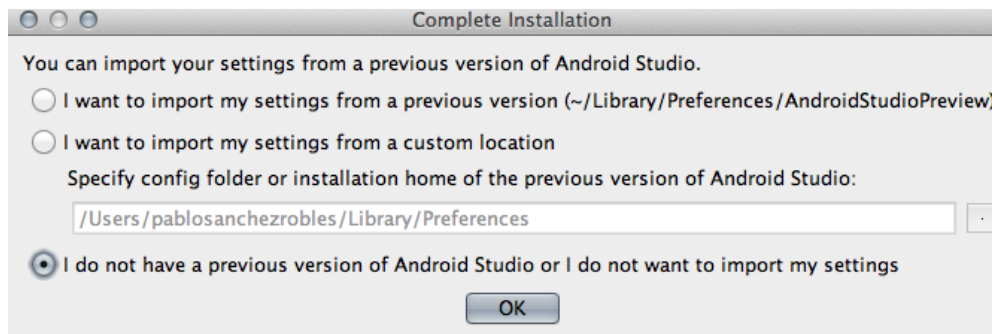 Complete Installation
You can import your settings from a previous version of Android Studio.
I want to import my settings from a previous version (~/Library/Preferences/AndroidStudioPreview)
I want to import my settings from a custom location
Specify config folder or installation home of the previous version of Android Studio:
/Users/pablosanchezrobles/Library/Preferences
.
I do not have a previous version of Android Studio or I do not want to import my settings
OK